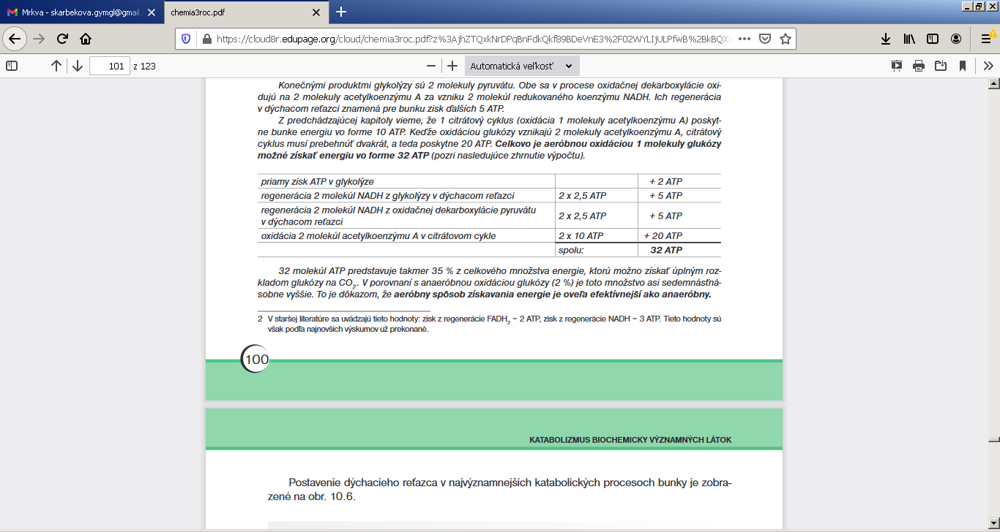 Mrkva - skarbekova.gymgl@gmail.
chemia3roc.pdf
https://cloud8r.edupage.org/cloud/chemia3roc.pdf?z%3AjhZTQxkNrDPqBnFdkQkf89BDeVnE3%2F02WYLIjULPfwB%2BkBQX
101 z 123
Automatická veľkosť
Konečnými produktmi glykolýzy sú 2 molekuly pyruvátu. Obe sa v procese oxidačnej dekarboxylácie oxi-
dujú na 2 molekuly acetylkoenzýmu A za vzniku 2 molekúl redukovaného koenzýmu NADH. Ich regenerácia
v dýchacom reťazci znamená pre bunku zisk ďalších 5 ATP.
Z predchádzajúcej kapitoly vieme, že 1 citrátový cyklus (oxidácia 1 molekuly acetylkoenzýmu A) poskyt-
ne bunke energiu vo forme 10 ATP. Keďže oxidáciou glukózy vznikajú 2 molekuly acetylkoenzýmu A, citrátový
cyklus musí prebehnúť dvakrát, a teda poskytne 20 ATP. Celkovo je aeróbnou oxidáciou 1 molekuly glukózy
možné získať energiu vo forme 32 ATP (pozri nasledujúce zhrnutie výpočtu).
priamy zisk ATP v glykolýze + 2 ATP
regenerácia 2 molekúl NADH z glykolýzy v dýchacom reťazci 2 x 2,5 ATP + 5 ATP
regenerácia 2 molekúl NADH z oxidačnej dekarboxylácie pyruvátu
v dýchacom reťazci 2 x 2,5 ATP + 5 ATP
oxidácia 2 molekúl acetylkoenzýmu A v citrátovom cykle 2 x 10 ATP + 20 ATP
spolu: 32 ATP
32 molekúl ATP predstavuje takmer 35 % z celkového množstva energie, ktorú možno získať úplným roz-
kladom glukózy na CO₂. V porovnaní s anaeróbnou oxidáciou glukózy (2 %) je toto množstvo asi sedemnásťná-
sobne vyššie. To je dôkazom, že aeróbny spôsob získavania energie je oveľa efektívnejší ako anaeróbny.
2 V staršej literatúre sa uvádzajú tieto hodnoty: zisk z regenerácie FADH₂ − 2 ATP, zisk z regenerácie NADH − 3 ATP. Tieto hodnoty sú
však podľa najnovších výskumov už prekonané.
100
KATABOLIZMUS BIOCHEMICKY VÝZNAMNÝCH LÁTOK
Postavenie dýchacieho reťazca v najvýznamnejších katabolických procesoch bunky je zobra-
zené na obr. 10.6.